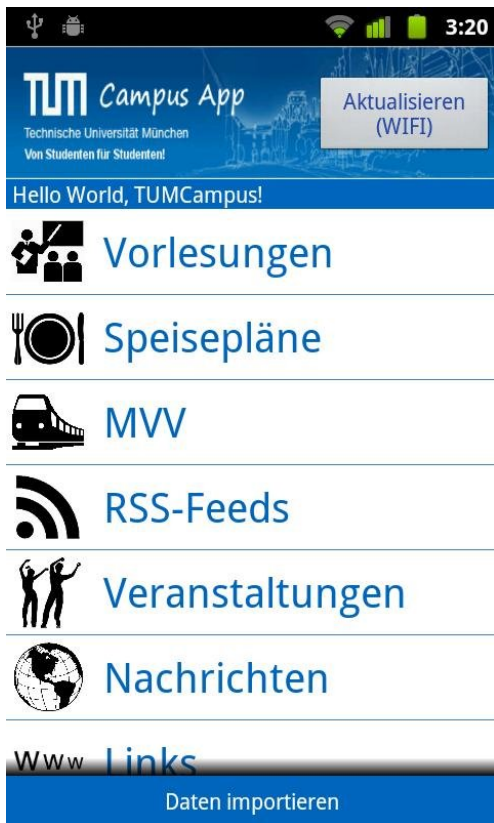 3:20
TUM Campus App
Technische Universität München
Von Studenten für Studenten!
Aktualisieren
(WIFI)
Hello World, TUMCampus!
Vorlesungen
Speisepläne
MVV
RSS-Feeds
Veranstaltungen
Nachrichten
Www Links
Daten importieren